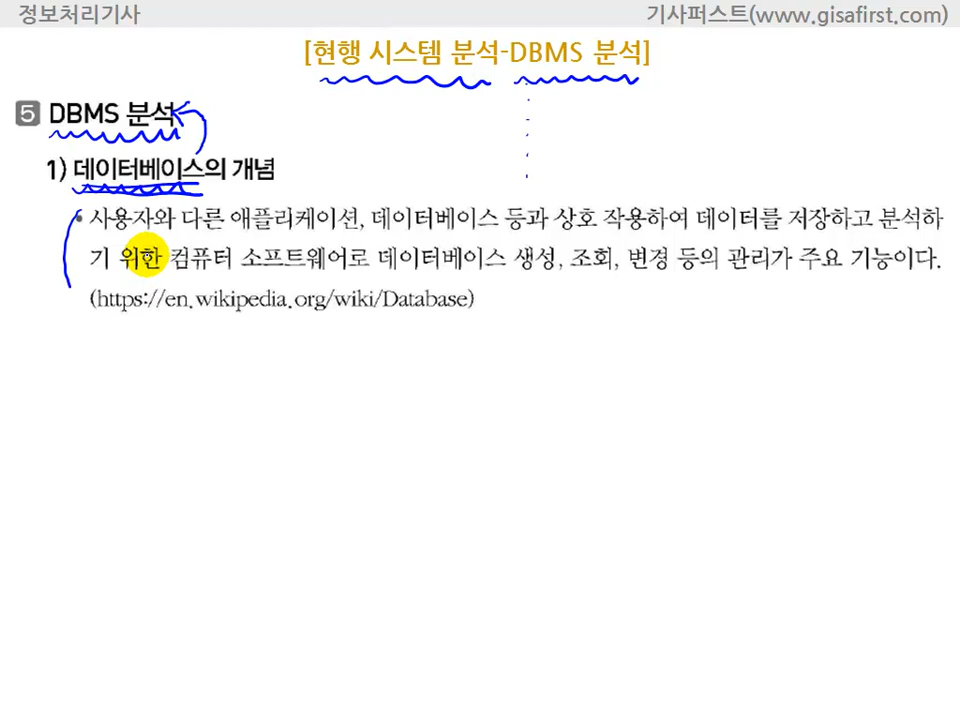 정보처리기사
기사퍼스트(www.gisafirst.com)
[현행 시스템 분석-DBMS 분석]
5 DBMS 분석
1) 데이터베이스의 개념
• 사용자와 다른 애플리케이션, 데이터베이스 등과 상호 작용하여 데이터를 저장하고 분석하
기 위한 컴퓨터 소프트웨어로 데이터베이스 생성, 조회, 변경 등의 관리가 주요 기능이다.
(https://en.wikipedia.org/wiki/Database)